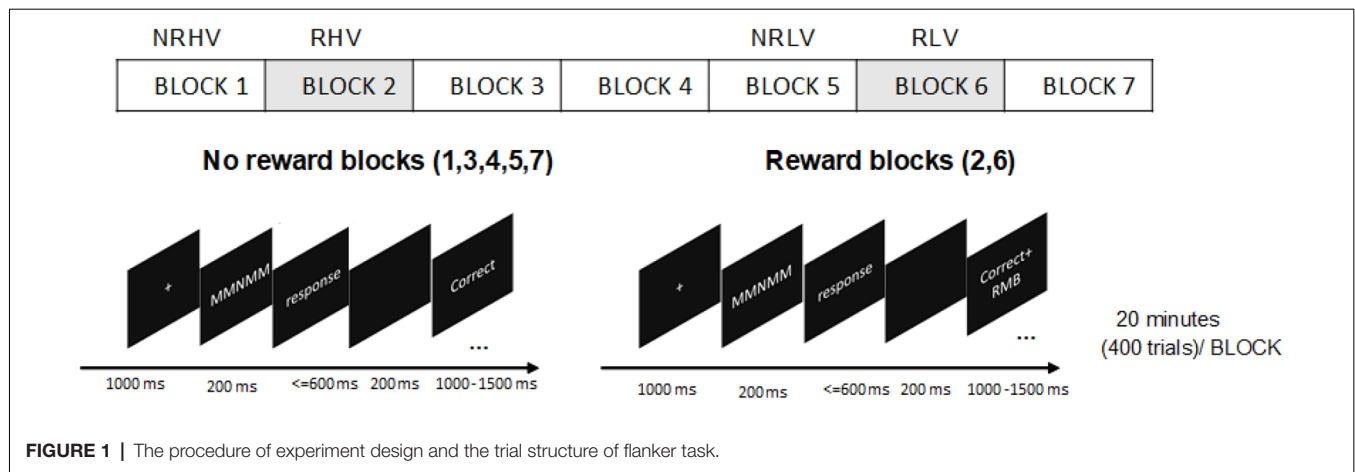 NRHV RHV NRLV RLV
BLOCK 1 BLOCK 2 BLOCK 3 BLOCK 4 BLOCK 5 BLOCK 6 BLOCK 7
No reward blocks (1,3,4,5,7)
Reward blocks (2,6)
+
MMNMM
response
Correct
...
1000 ms 200 ms <=600ms 200 ms 1000-1500 ms
+
MMNMM
response
Correct+
RMB
...
1000 ms 200 ms <=600ms 200 ms 1000-1500 ms
20 minutes
(400 trials)/ BLOCK
FIGURE 1 | The procedure of experiment design and the trial structure of flanker task.